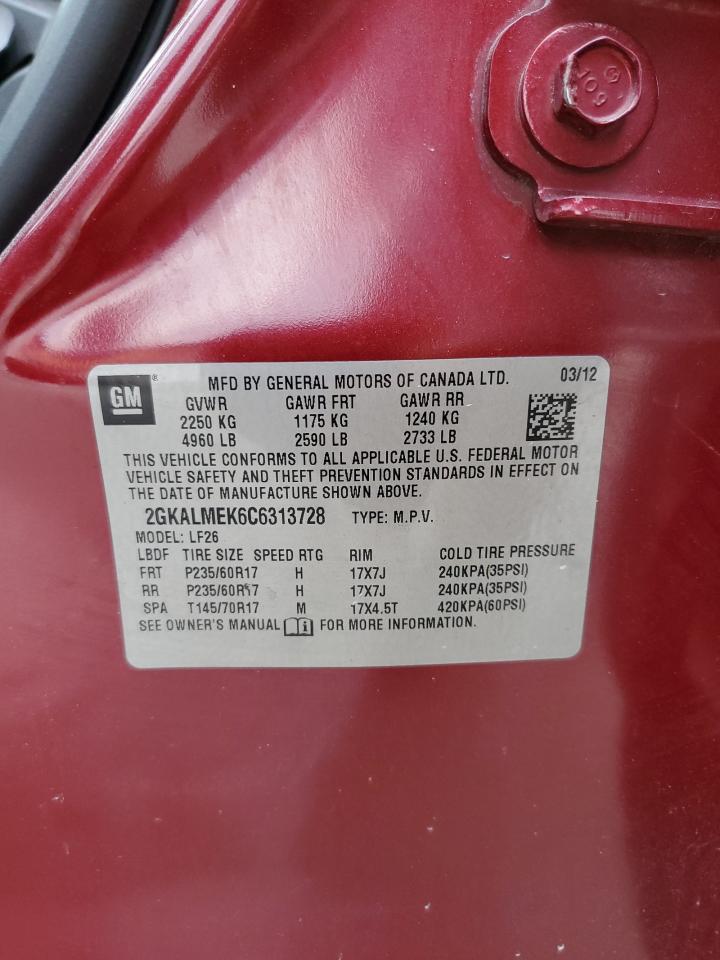 10.9
GM ® MFD BY GENERAL MOTORS OF CANADA LTD. 03/12
GVWR GAWR FRT GAWR RR
2250 KG 1175 KG 1240 KG
4960 LB 2590 LB 2733 LB
THIS VEHICLE CONFORMS TO ALL APPLICABLE U.S. FEDERAL MOTOR
VEHICLE SAFETY AND THEFT PREVENTION STANDARDS IN EFFECT ON
THE DATE OF MANUFACTURE SHOWN ABOVE.
2GKALMEK6C6313728 TYPE: M.P.V.
MODEL: LF26
LBDF TIRE SIZE SPEED RTG RIM COLD TIRE PRESSURE
FRT P235/60R17 H 17X7J 240KPA(35PSI)
RR P235/60R17 H 17X7J 240KPA(35PSI)
SPA T145/70R17 M 17X4.5T 420KPA(60PSI)
SEE OWNER'S MANUAL FOR MORE INFORMATION.